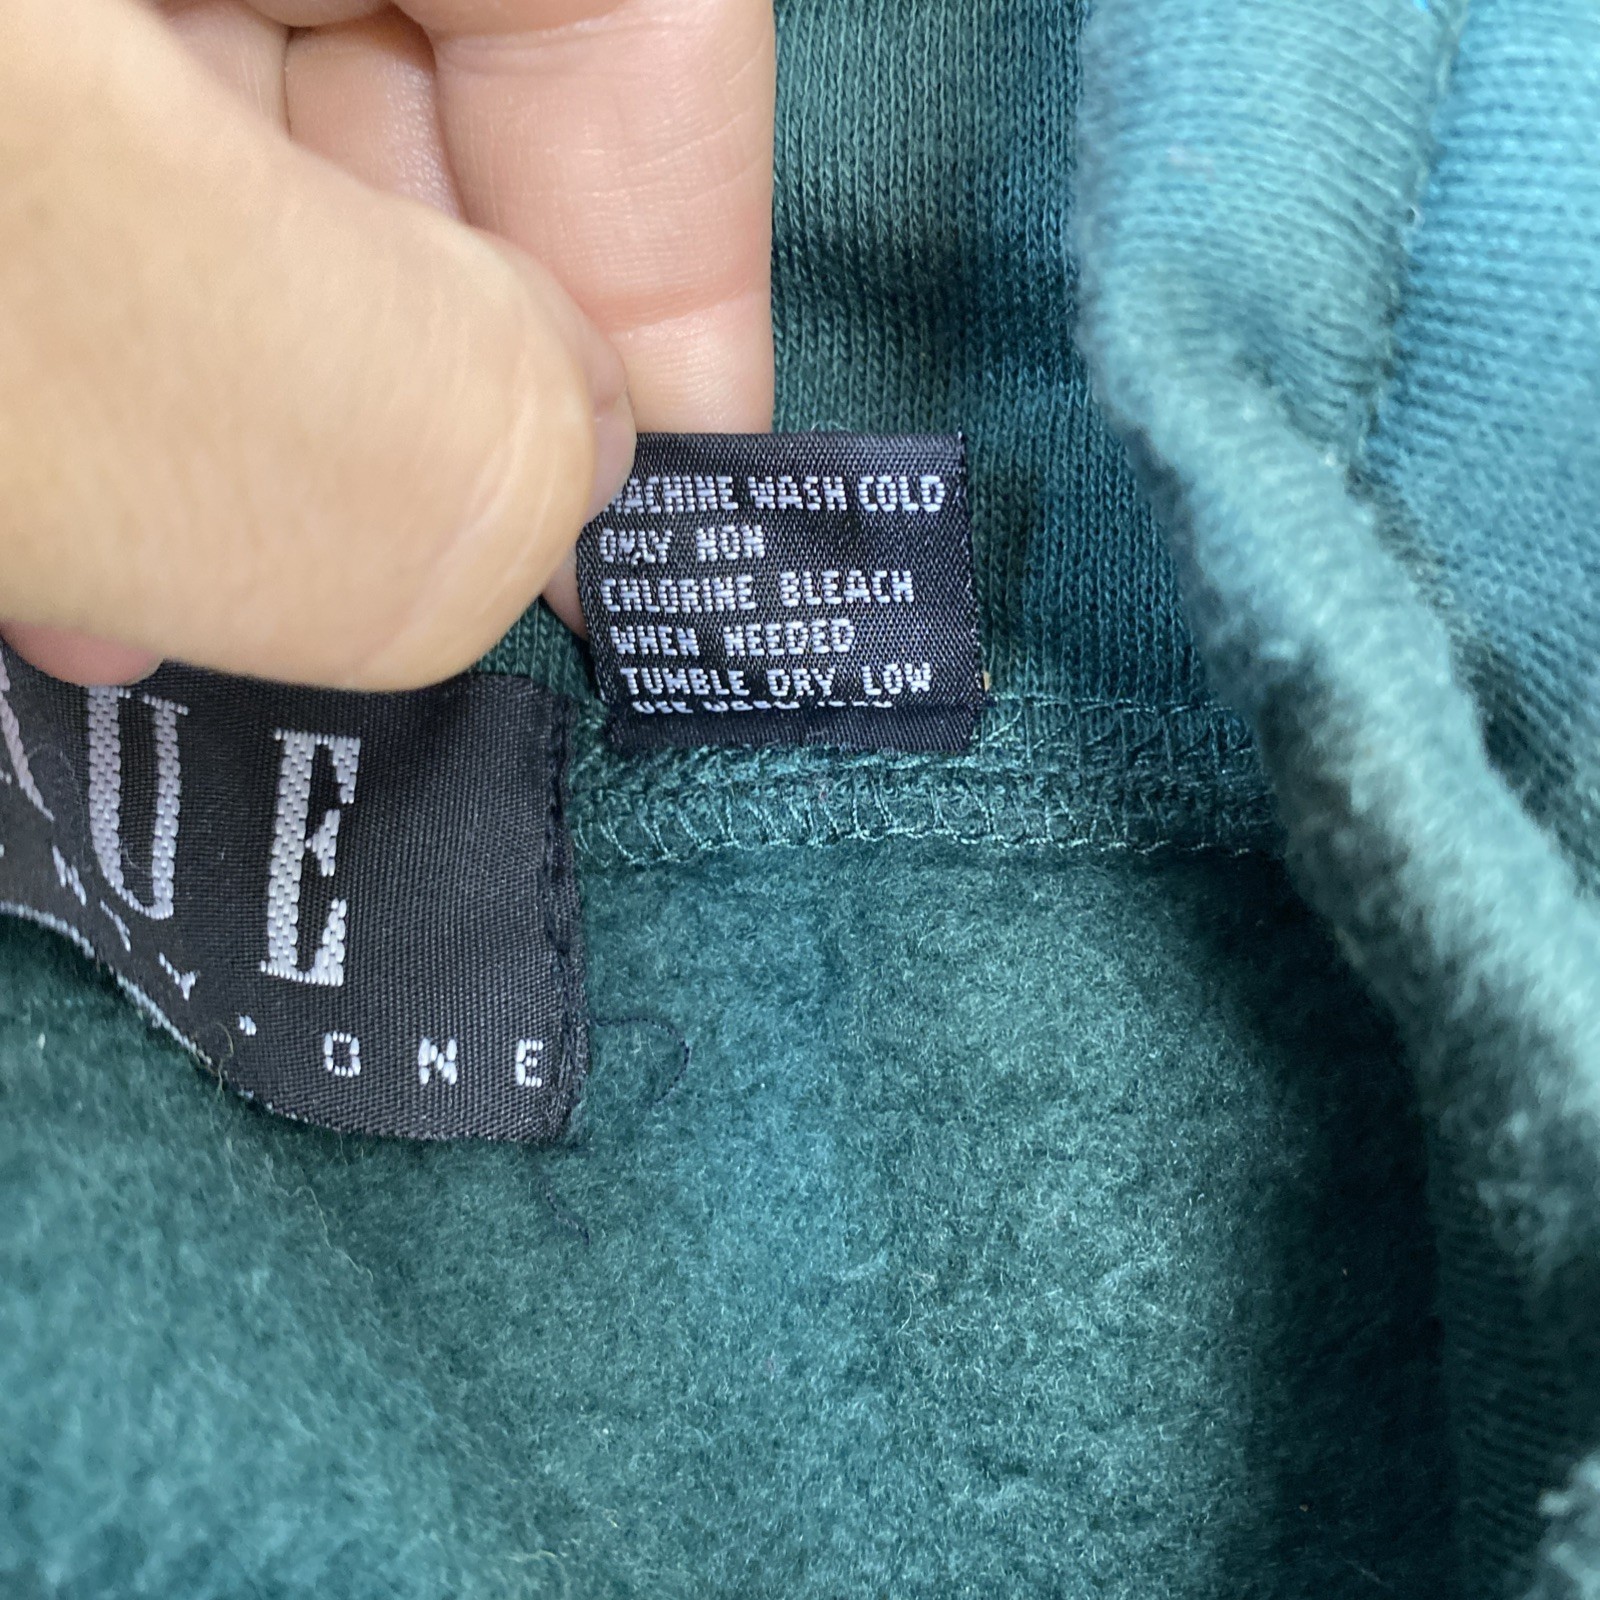 MACHINE WASH COLD
ONLY NON
CHLORINE BLEACH
WHEN NEEDED
TUMBLE DRY LOW
UE
N T Y • ONE